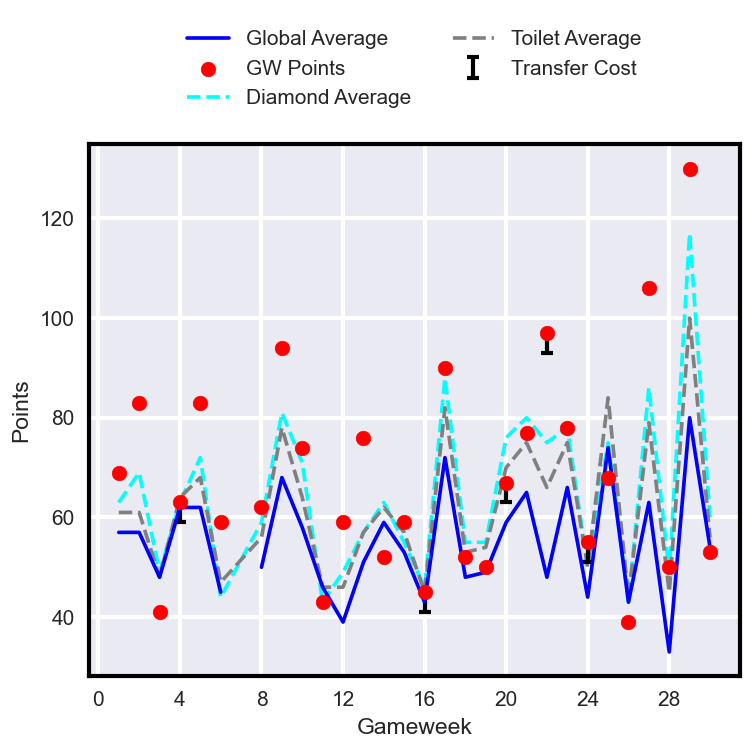 Global Average
GW Points
Diamond Average
Toilet Average
Transfer Cost
120
100
80
60
40
0 4 8 12 16 20 24 28
Points
Gameweek